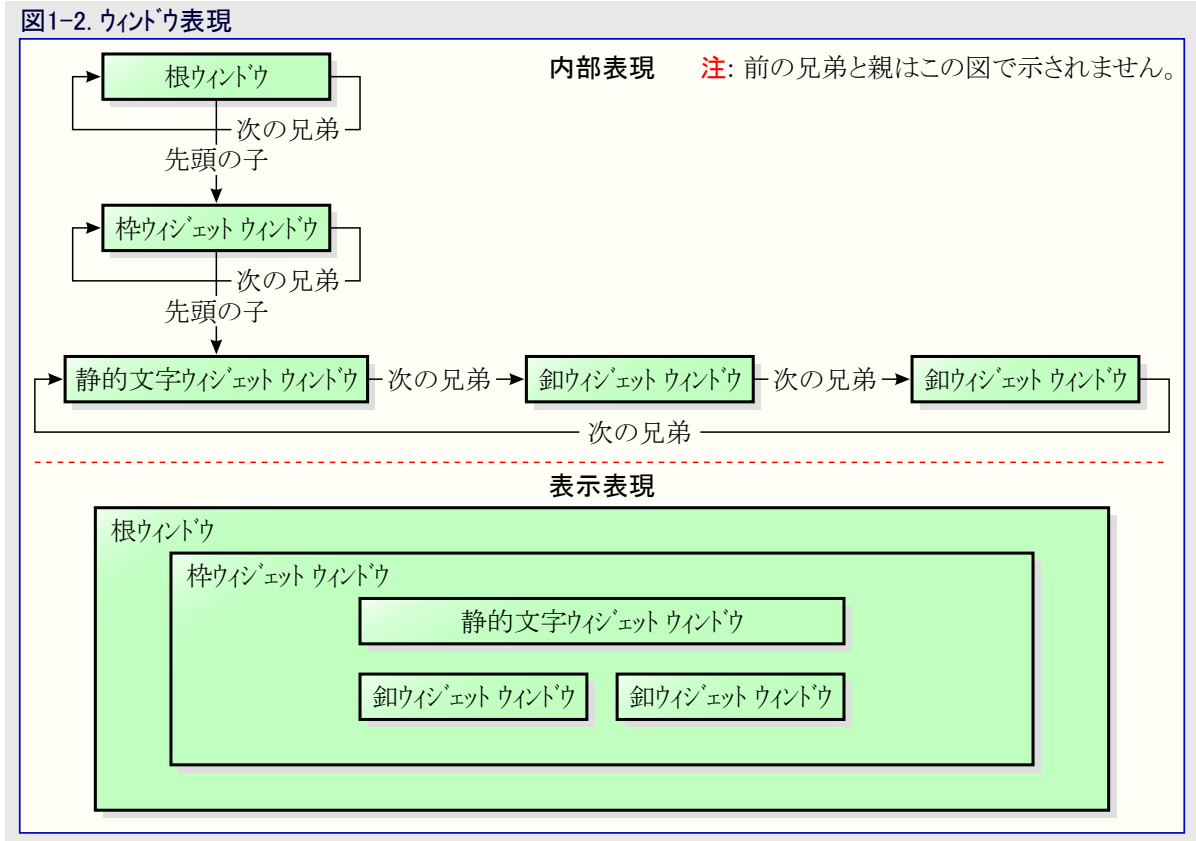 図1-2. ウィンドウ表現
内部表現 注: 前の兄弟と親はこの図で示されません。
根ウィンドウ
次の兄弟
先頭の子
枠ウィジェット ウィンドウ
次の兄弟
先頭の子
静的文字ウィジェット ウィンドウ 次の兄弟 釦ウィジェット ウィンドウ 次の兄弟 釦ウィジェット ウィンドウ
次の兄弟
表示表現
根ウィンドウ
枠ウィジェット ウィンドウ
静的文字ウィジェット ウィンドウ
釦ウィジェット ウィンドウ 釦ウィジェット ウィンドウ